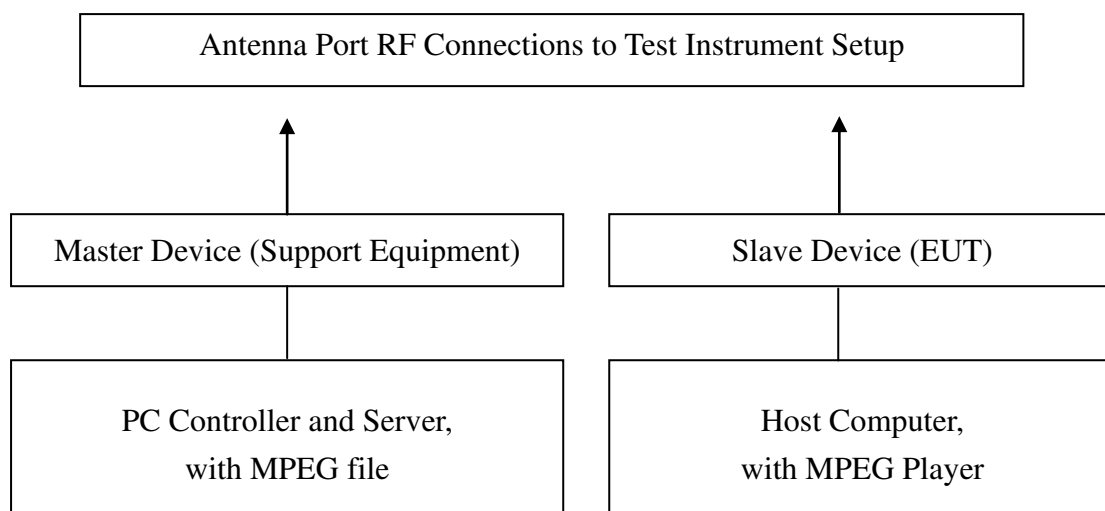 Antenna Port RF Connections to Test Instrument Setup
Master Device (Support Equipment)
Slave Device (EUT)
PC Controller and Server,
with MPEG file
Host Computer,
with MPEG Player